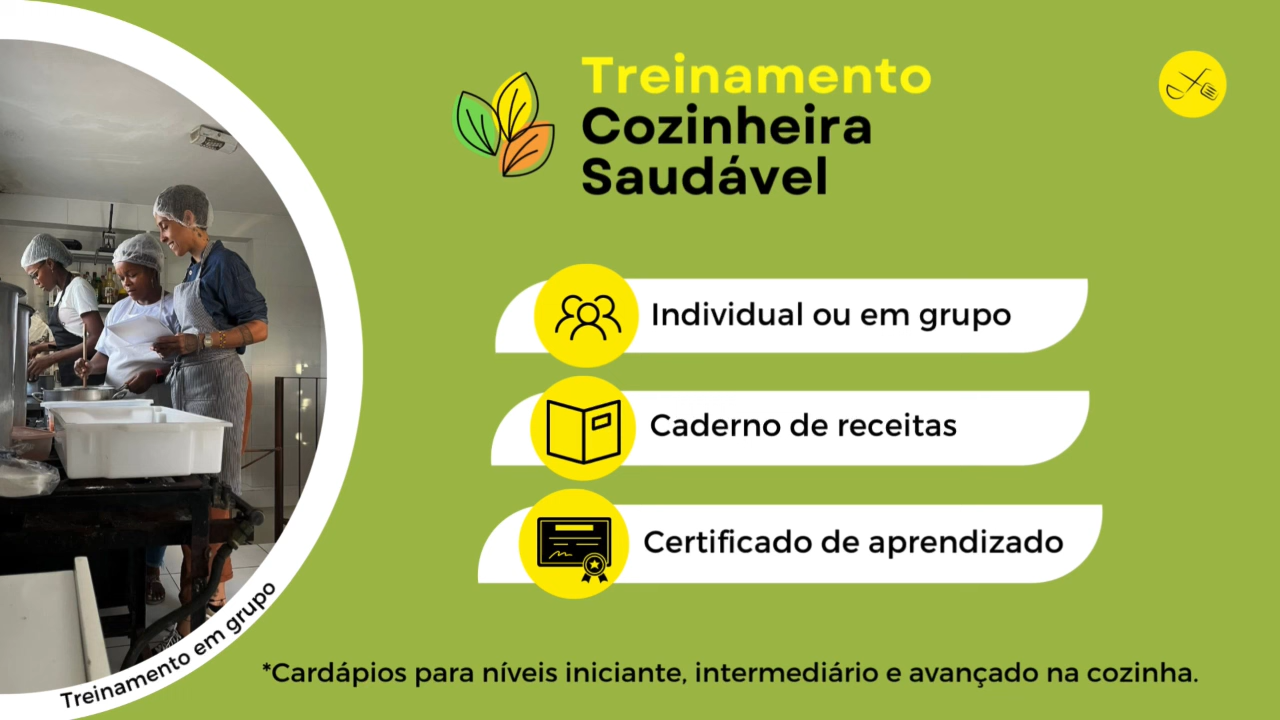 Treinamento
Cozinheira
Saudável
Individual ou em grupo
Caderno de receitas
Certificado de aprendizado
Treinamento em grupo
*Cardápios para níveis iniciante, intermediário e avançado na cozinha.